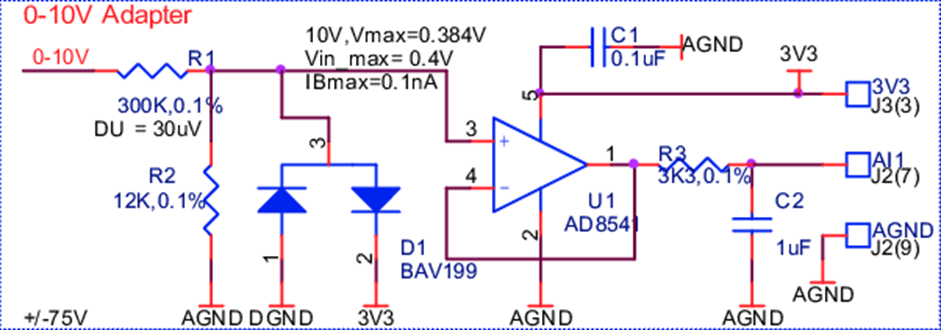 0-10V Adapter
0-10V
R1
300K,0.1%
DU = 30uV
10V,Vmax=0.384V
Vin_max= 0.4V
IBmax=0.1nA
C1
0.1uF
AGND
3V3
3V3
J3(3)
5
3
3
4
1
2
U1
AD8541
R3
3K3,0.1%
AI1
J2(7)
R2
12K,0.1%
C2
1uF
AGND
J2(9)
D1
BAV199
1
2
AGND
+/-75V
AGND
DGND
3V3
AGND
AGND